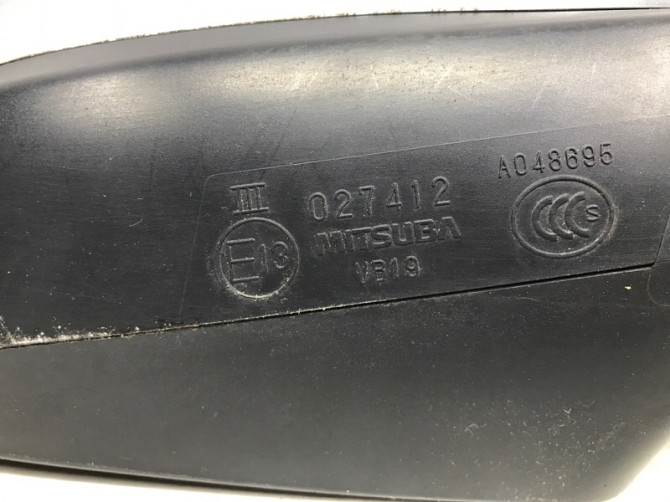 A048695
III 027412
E13 MITSUBA CCC S
VB19